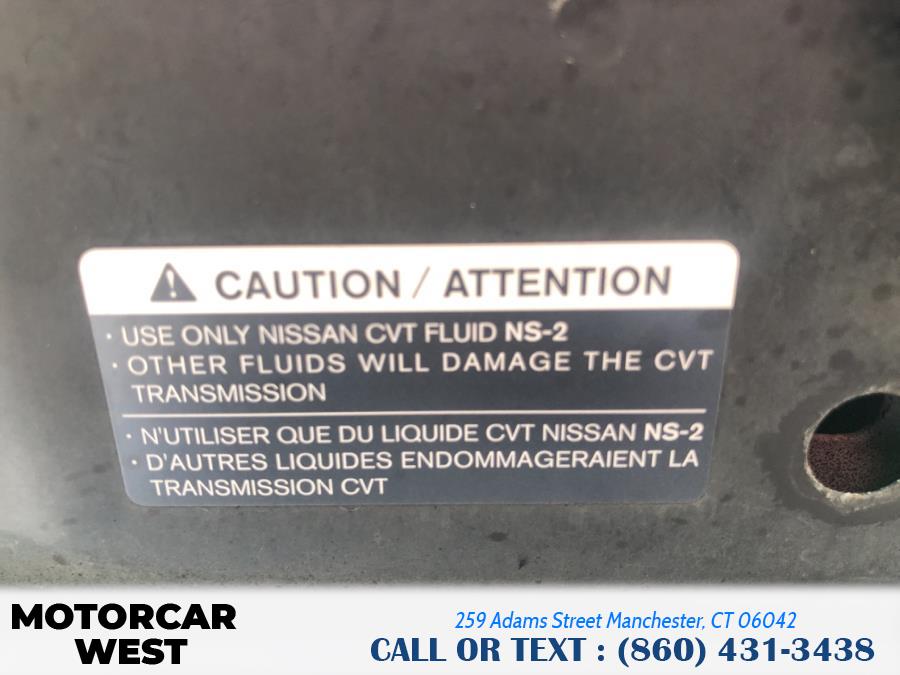 CAUTION / ATTENTION
· USE ONLY NISSAN CVT FLUID NS-2
· OTHER FLUIDS WILL DAMAGE THE CVT
TRANSMISSION
· N'UTILISER QUE DU LIQUIDE CVT NISSAN NS-2
· D'AUTRES LIQUIDES ENDOMMAGERAIENT LA
TRANSMISSION CVT
MOTORCAR
WEST
259 Adams Street Manchester, CT 06042
CALL OR TEXT : (860) 431-3438